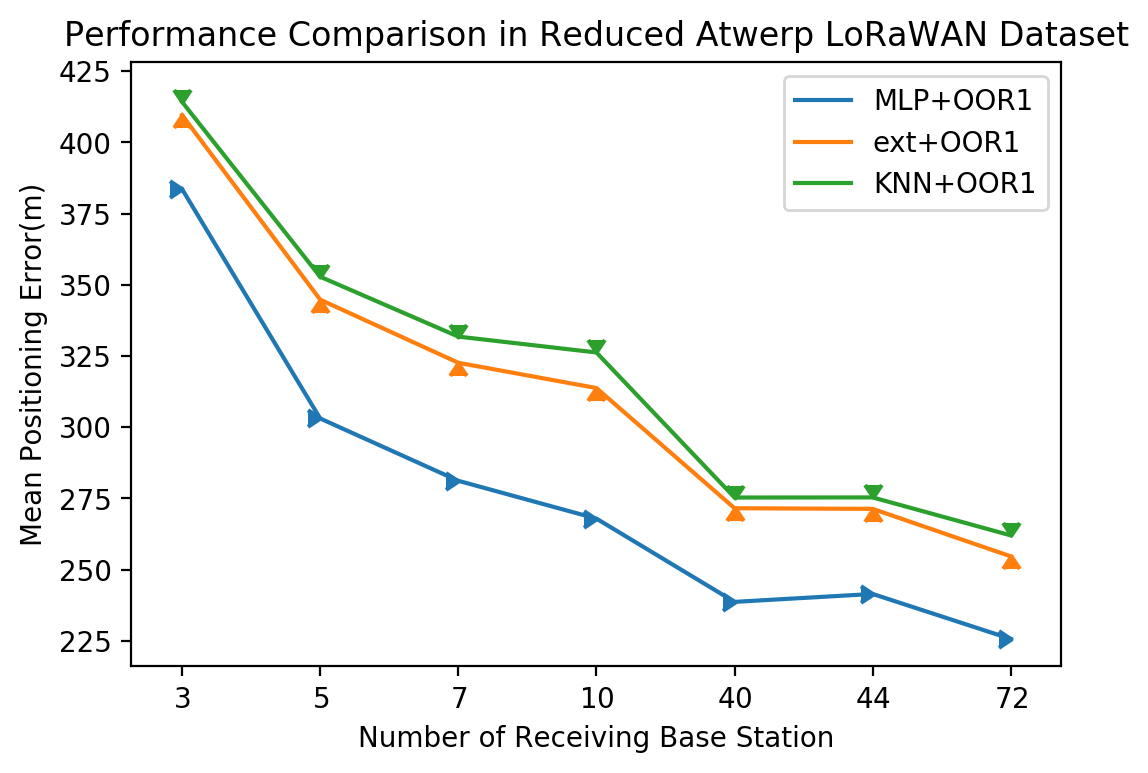 Performance Comparison in Reduced Atwerp LoRaWAN Dataset
425
400
375
350
325
300
275
250
225
Mean Positioning Error(m)
MLP+OOR1
ext+OOR1
KNN+OOR1
3 5 7 10 40 44 72
Number of Receiving Base Station